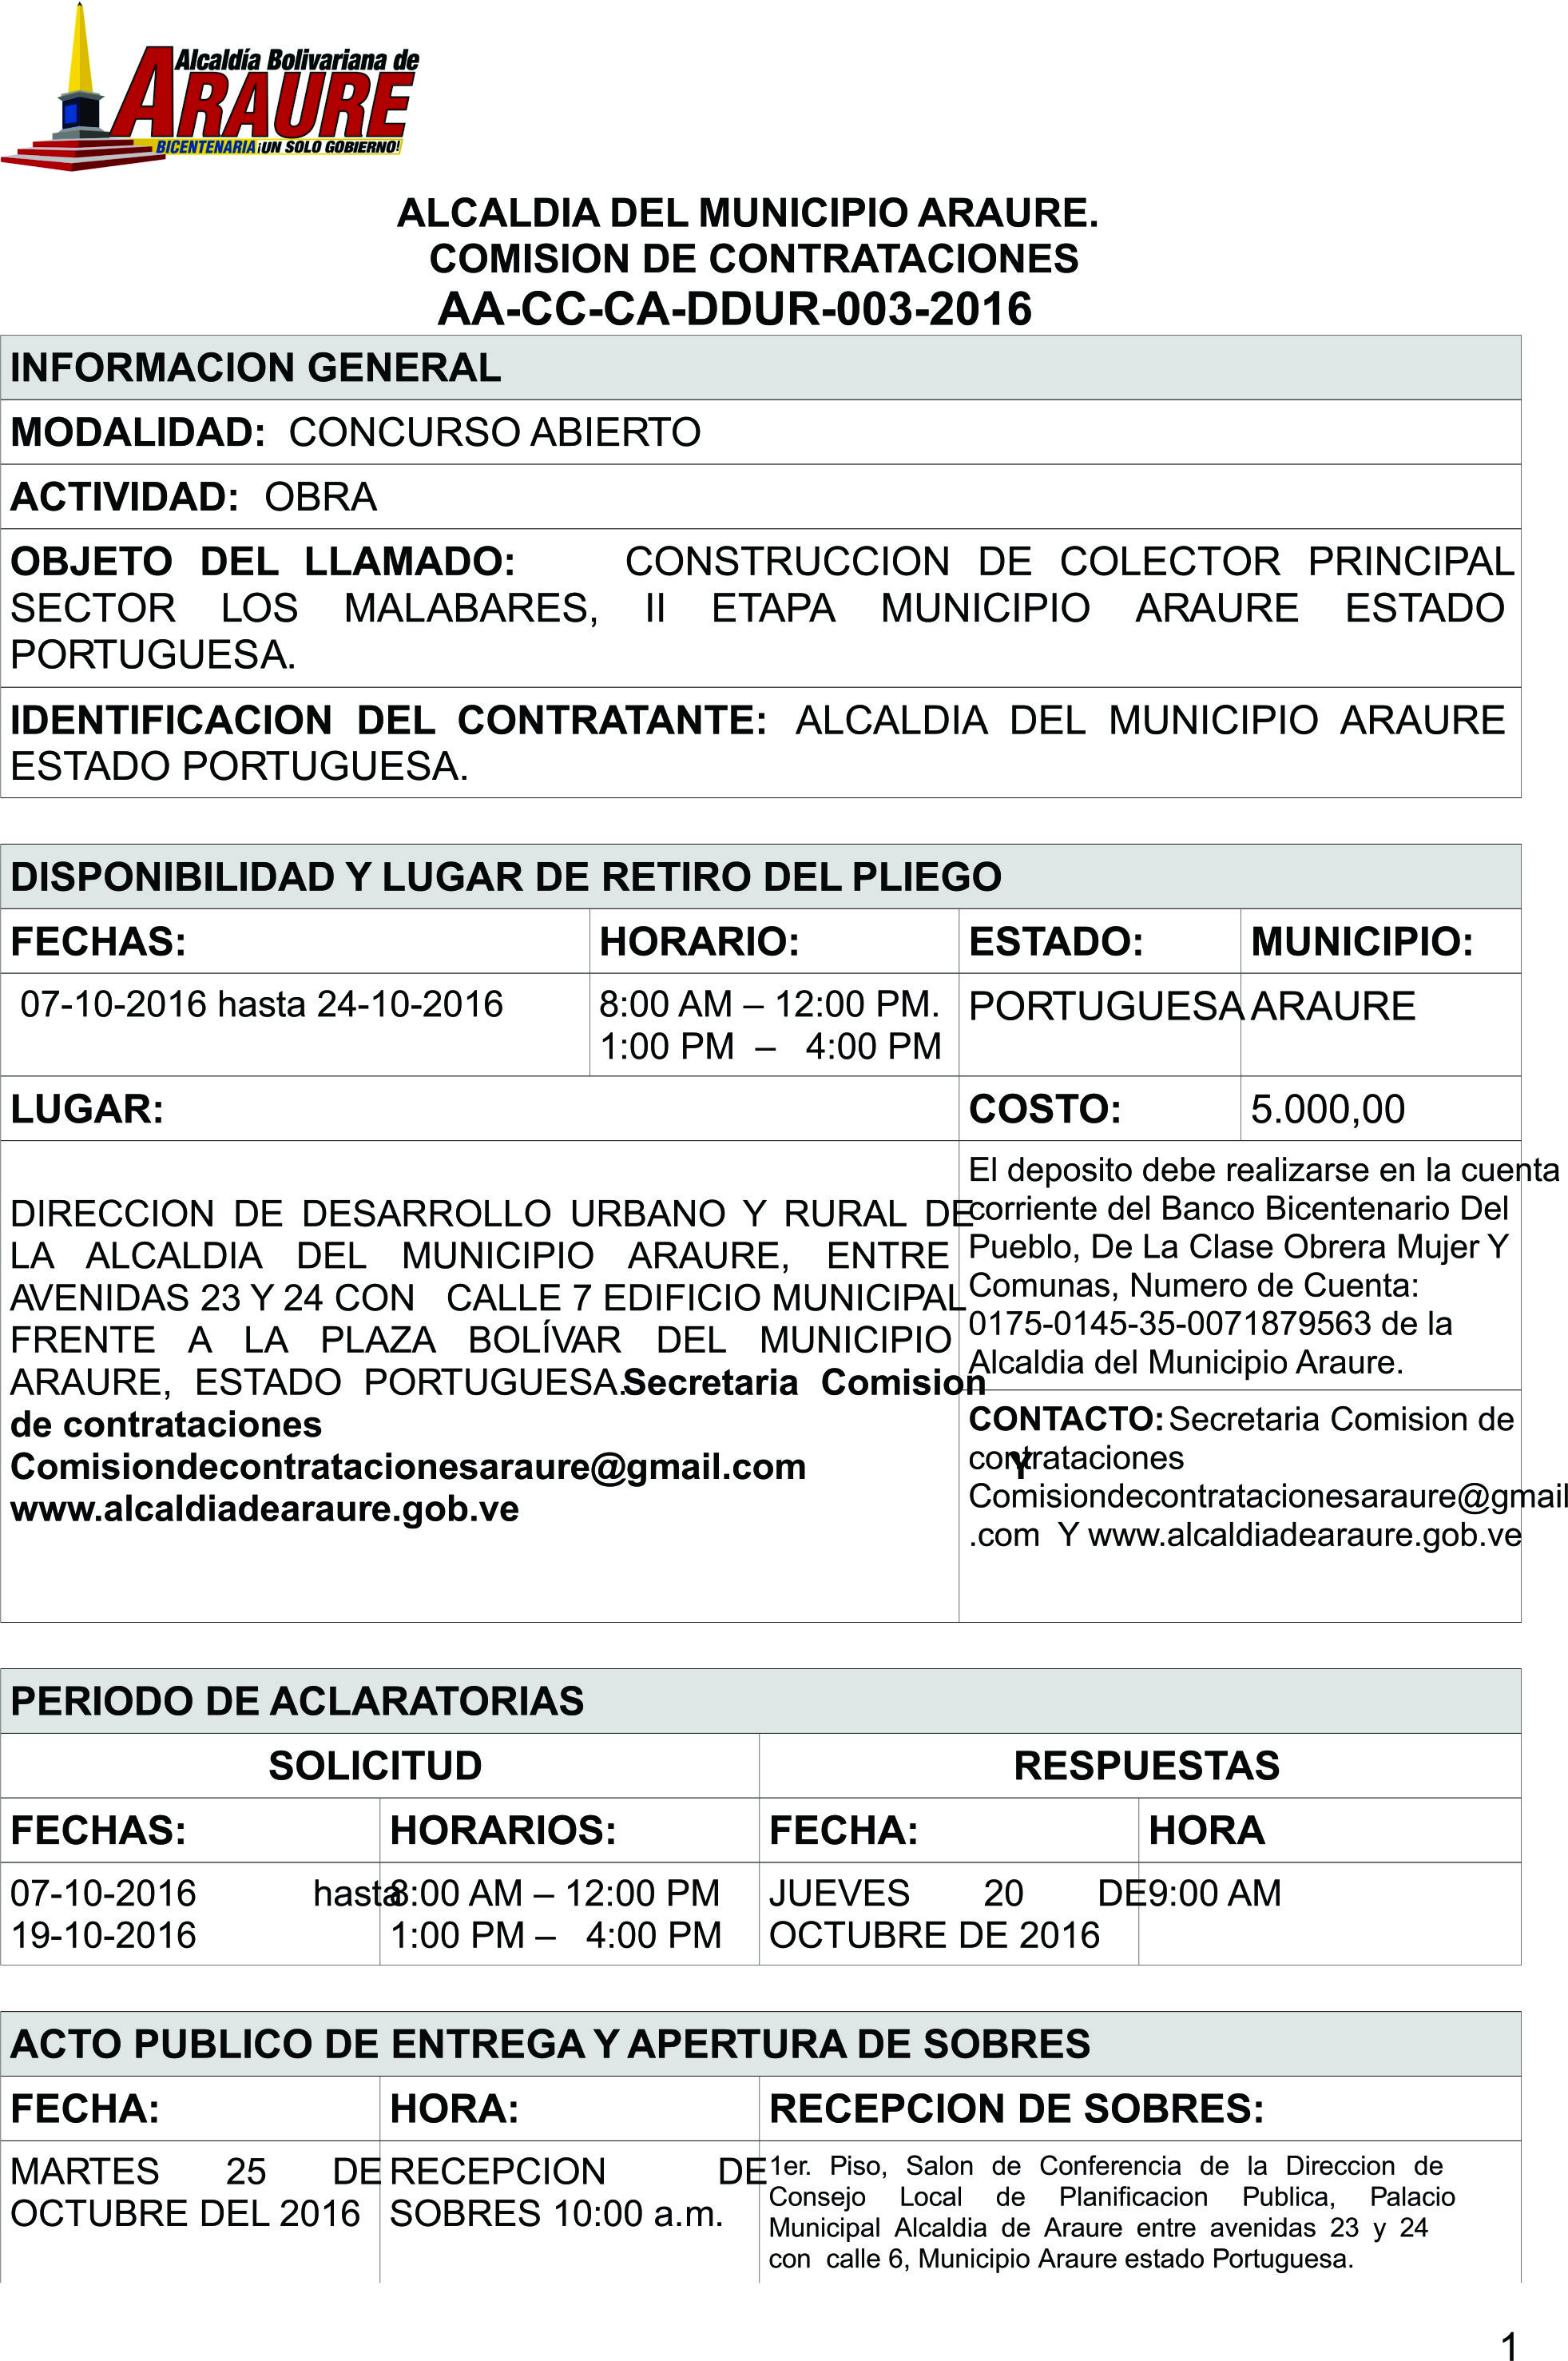 Alcaldía Bolivariana de
ARAURE
BICENTENARIA ¡UN SOLO GOBIERNO!
ALCALDIA DEL MUNICIPIO ARAURE.
COMISION DE CONTRATACIONES
AA-CC-CA-DDUR-003-2016
INFORMACION GENERAL
MODALIDAD: CONCURSO ABIERTO
ACTIVIDAD: OBRA
OBJETO DEL LLAMADO: CONSTRUCCION DE COLECTOR PRINCIPAL
SECTOR LOS MALABARES, II ETAPA MUNICIPIO ARAURE ESTADO
PORTUGUESA.
IDENTIFICACION DEL CONTRATANTE: ALCALDIA DEL MUNICIPIO ARAURE
ESTADO PORTUGUESA.
DISPONIBILIDAD Y LUGAR DE RETIRO DEL PLIEGO
FECHAS: HORARIO: ESTADO: MUNICIPIO:
07-10-2016 hasta 24-10-2016 8:00 AM – 12:00 PM. PORTUGUESA ARAURE
1:00 PM – 4:00 PM
LUGAR: COSTO: 5.000,00
DIRECCION DE DESARROLLO URBANO Y RURAL DE
LA ALCALDIA DEL MUNICIPIO ARAURE, ENTRE
AVENIDAS 23 Y 24 CON CALLE 7 EDIFICIO MUNICIPAL
FRENTE A LA PLAZA BOLÍVAR DEL MUNICIPIO
ARAURE, ESTADO PORTUGUESA.Secretaria Comision
de contrataciones
Comisiondecontratacionesaraure@gmail.com Y
www.alcaldiadearaure.gob.ve
El deposito debe realizarse en la cuenta
corriente del Banco Bicentenario Del
Pueblo, De La Clase Obrera Mujer Y
Comunas, Numero de Cuenta:
0175-0145-35-0071879563 de la
Alcaldia del Municipio Araure.
CONTACTO: Secretaria Comision de
contrataciones
Comisiondecontratacionesaraure@gmail
.com Y www.alcaldiadearaure.gob.ve
PERIODO DE ACLARATORIAS
SOLICITUD RESPUESTAS
FECHAS: HORARIOS: FECHA: HORA
07-10-2016 hasta 8:00 AM – 12:00 PM JUEVES 20 DE 9:00 AM
19-10-2016 1:00 PM – 4:00 PM OCTUBRE DE 2016
ACTO PUBLICO DE ENTREGA Y APERTURA DE SOBRES
FECHA: HORA: RECEPCION DE SOBRES:
MARTES 25 DE
OCTUBRE DEL 2016
RECEPCION DE
SOBRES 10:00 a.m.
1er. Piso, Salon de Conferencia de la Direccion de
Consejo Local de Planificacion Publica, Palacio
Municipal Alcaldia de Araure entre avenidas 23 y 24
con calle 6, Municipio Araure estado Portuguesa.
1